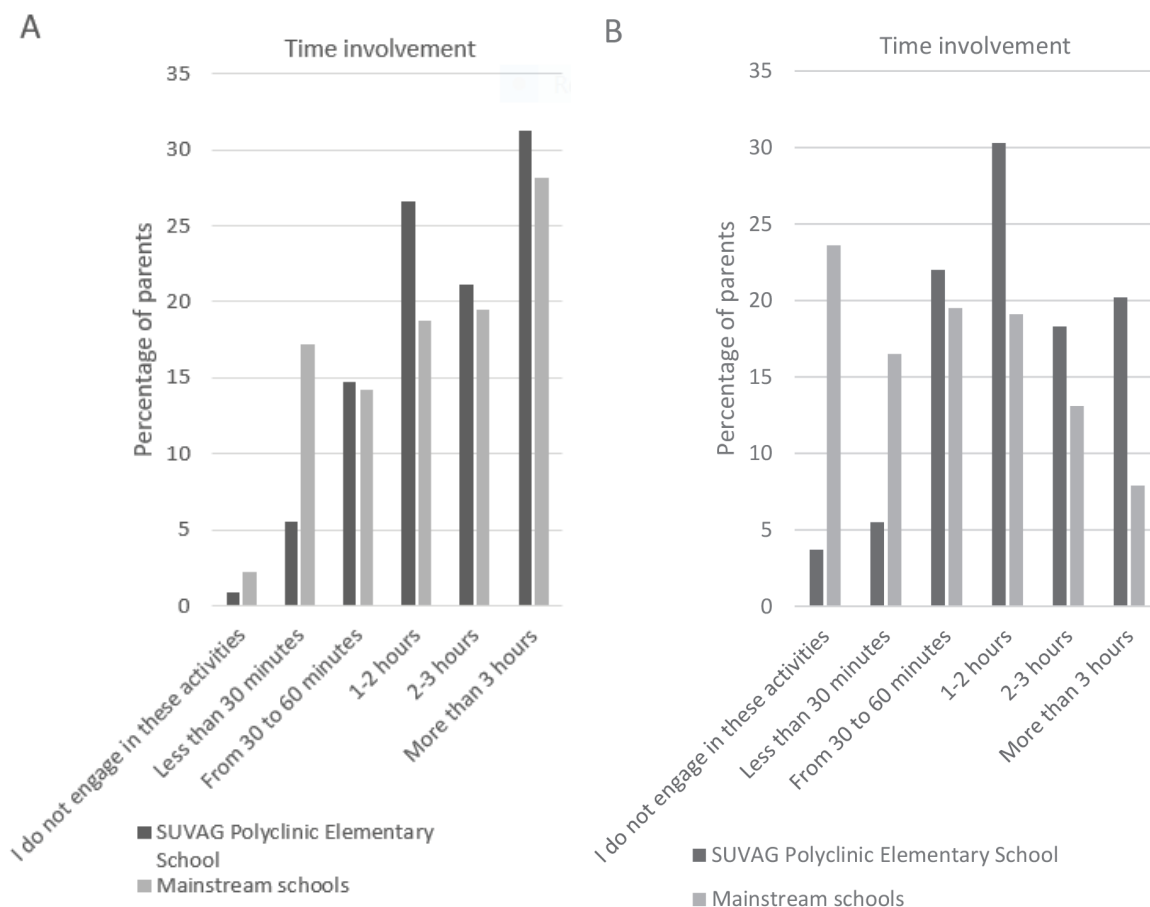 A
Time involvement
35
30
25
20
15
10
5
0
Percentage of parents
I do not engage in these activities
Less than 30 minutes
From 30 to 60 minutes
1-2 hours
2-3 hours
More than 3 hours
SUVAG Polyclinic Elementary
School
Mainstream schools
B
Time involvement
35
30
25
20
15
10
5
0
Percentage of parents
I do not engage in these activities
Less than 30 minutes
From 30 to 60 minutes
1-2 hours
2-3 hours
More than 3 hours
SUVAG Polyclinic Elementary School
Mainstream schools